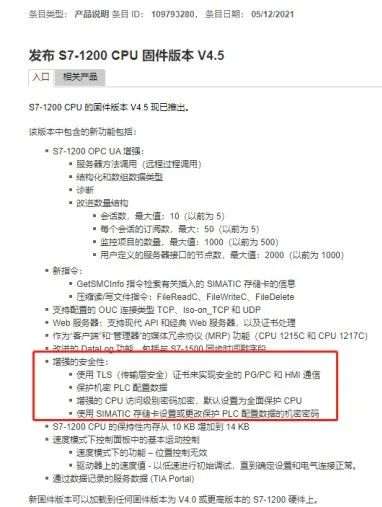 条目类型： 产品说明 条目 ID： 109793280， 条目日期： 05/12/2021
发布 S7-1200 CPU 固件版本 V4.5
入口 相关产品
S7-1200 CPU 的固件版本 V4.5 现已推出。
该版本中包含的新功能包括：
S7-1200 OPC UA 增强：
服务器方法调用（远程过程调用）
结构化和数组数据类型
诊断
改进数量结构
会话数，最大值：10（以前为 5）
每个会话的订阅数，最大：50（以前为 5）
监控项目的数量，最大值：1000（以前为 500）
用户定义的服务器接口的节点数，最大值：2000（以前为 1000）
新指令：
GetSMCInfo 指令检索有关插入的 SIMATIC 存储卡的信息
压缩读/写文件指令：FileReadC、FileWriteC、FileDelete
支持配置的 OUC 连接类型 TCP、Iso-on_TCP 和 UDP
Web 服务器：支持现代 API 和经典 Web 服务器，以及证书处理
作为“客户端”和“管理器”的媒体冗余协议 (MRP) 功能（CPU 1215C 和 CPU 1217C）
改进的 DataLog 功能，包括与 S7-1500 同步时间戳字段
增强的安全性：
使用 TLS（传输层安全）证书来实现安全的 PG/PC 和 HMI 通信
保护机密 PLC 配置数据
增强的 CPU 访问级别密码加密，默认设置为全面保护 CPU
使用 SIMATIC 存储卡设置或更改保护 PLC 配置数据的机密密码
S7-1200 CPU 的保持性内存从 10 KB 增加到 14 KB
速度模式下控制面板中的基本运动控制
速度模式下的功能 – 位置控制无效
驱动器上的速度值 - 以低速进行初始调试，直到确定设置和电气连接正常。
通过数据记录的服务数据 (TIA Portal)
新固件版本可以加载到任何固件版本为 V4.0 或更高版本的 S7-1200 硬件上。